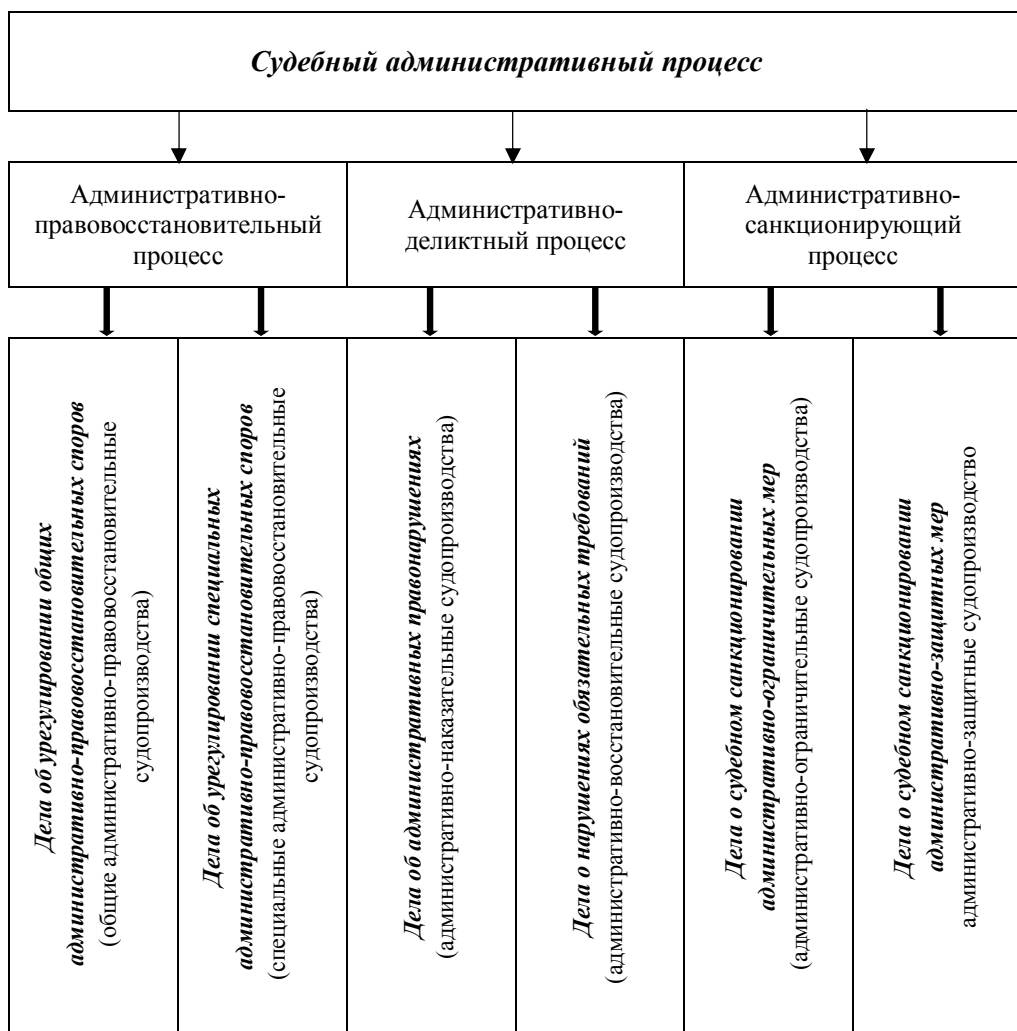 Судебный административный процесс
Административно-
правовосстановительный
процесс
Административно-
деликтный процесс
Административно-
санкционирующий
процесс
Дела об урегулировании общих
административно-правовосстановительных споров
(общие административно-правовосстановительные
судопроизводства)
Дела об урегулировании специальных
административно-правовосстановительных споров
(специальные административно-правовосстановительные
судопроизводства)
Дела об административных правонарушениях
(административно-наказательные судопроизводства)
Дела о нарушениях обязательных требований
(административно-восстановительные судопроизводства)
Дела о судебном санкционировании
административно-ограничительных мер
(административно-ограничительные судопроизводства)
Дела о судебном санкционировании
административно-защитных мер
административно-защитные судопроизводство